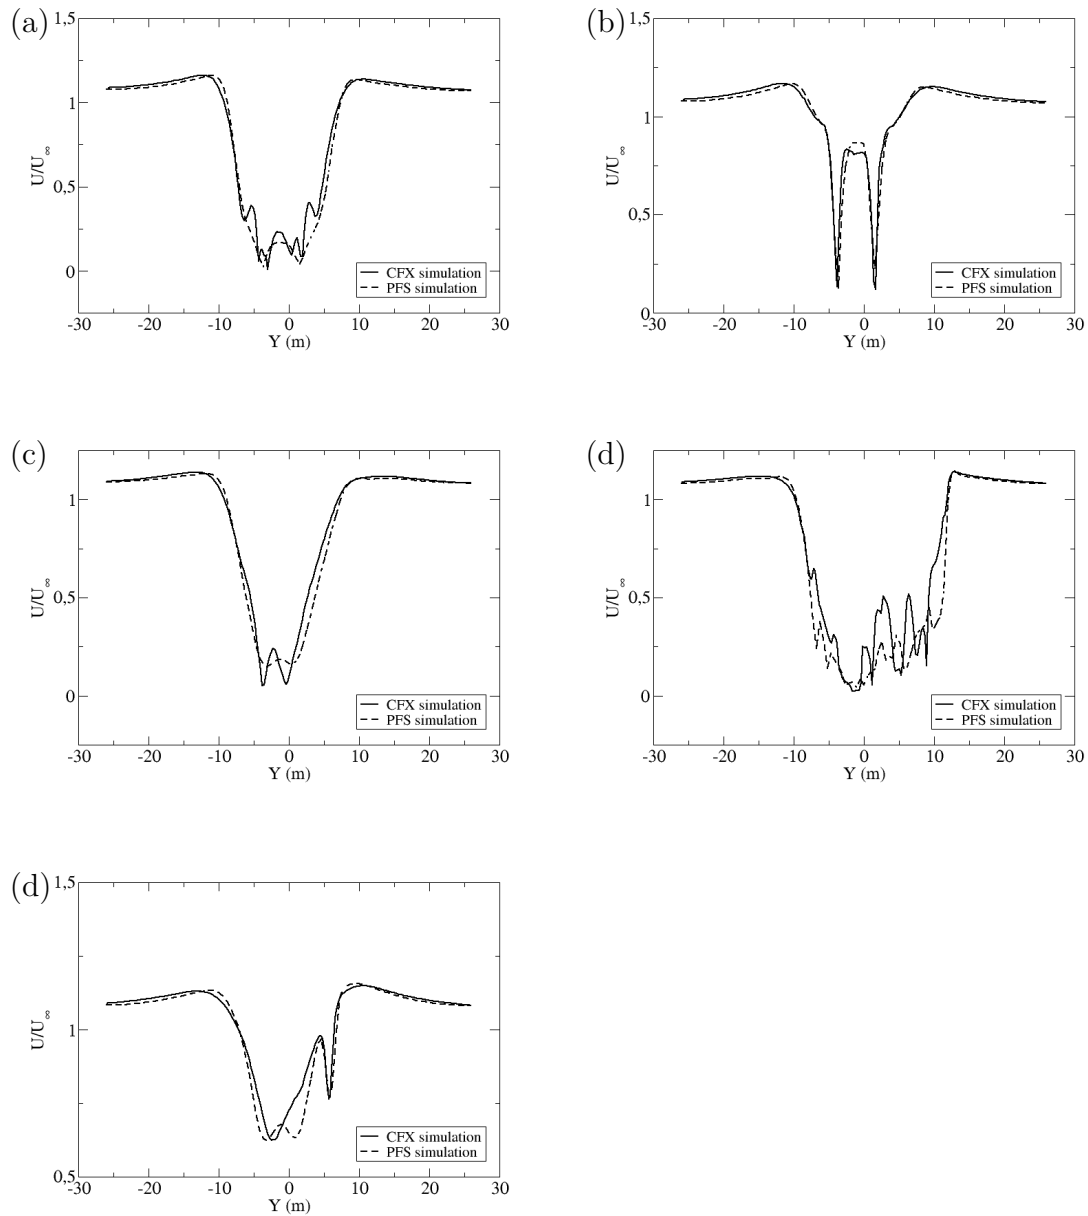 (a)
1,5
1
0,5
0
U/U∞
-30 -20 -10 0 10 20 30
Y (m)
CFX simulation
PFS simulation
(b)
1,5
1
0,5
0
U/U∞
-30 -20 -10 0 10 20 30
Y (m)
CFX simulation
PFS simulation
(c)
1
0,5
0
U/U∞
-30 -20 -10 0 10 20 30
Y (m)
CFX simulation
PFS simulation
(d)
1
0,5
0
U/U∞
-30 -20 -10 0 10 20 30
Y (m)
CFX simulation
PFS simulation
(d)
1,5
1
0,5
U/U∞
-30 -20 -10 0 10 20 30
Y (m)
CFX simulation
PFS simulation